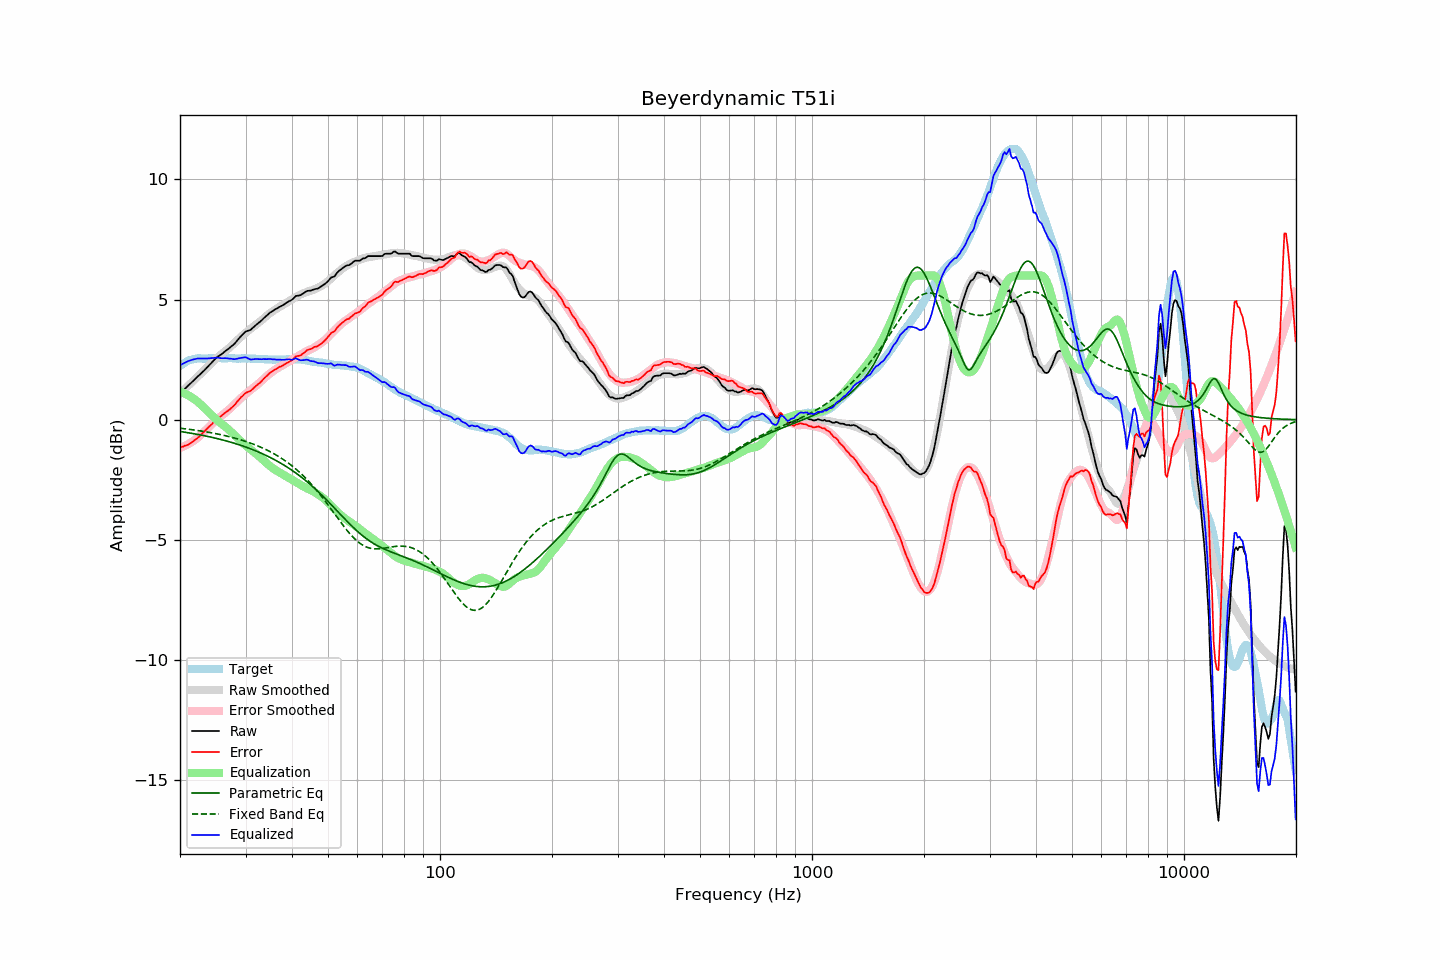 Beyerdynamic T51i
Amplitude (dBr)
10
5
0
−5
−10
−15
Target
Raw Smoothed
Error Smoothed
Raw
Error
Equalization
Parametric Eq
Fixed Band Eq
Equalized
100
1000
10000
Frequency (Hz)